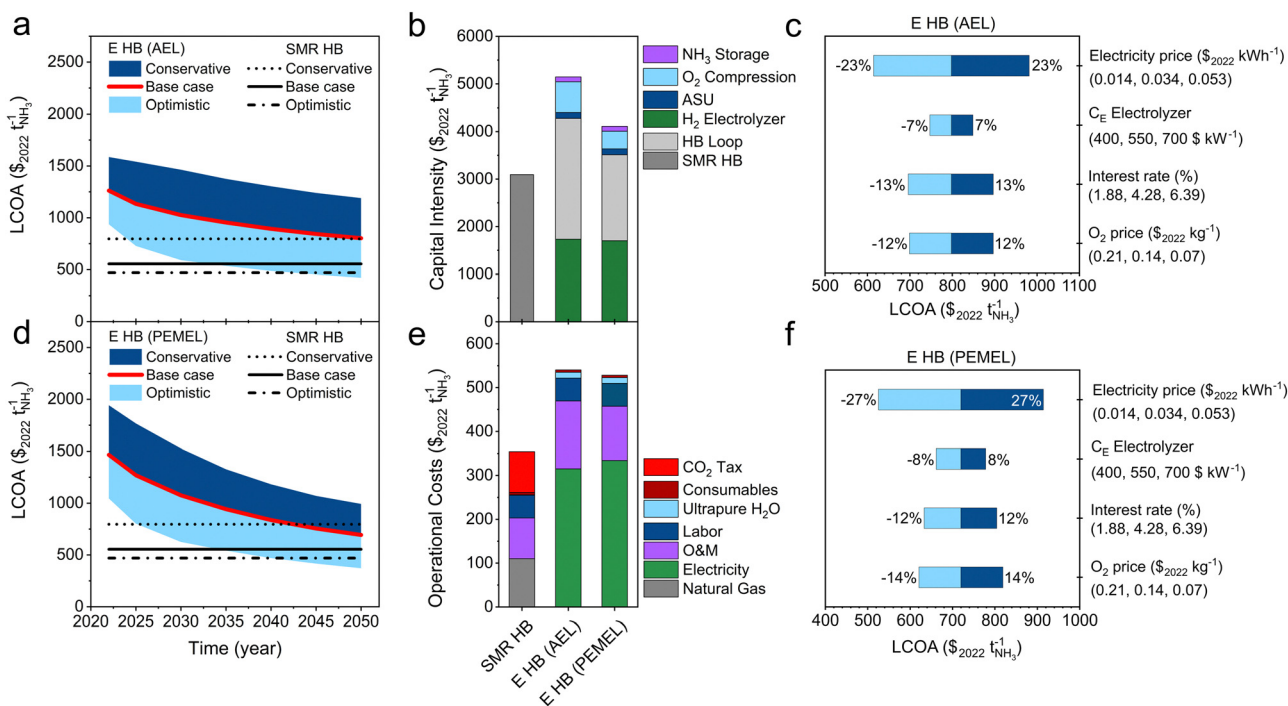 a
E HB (AEL)
SMR HB
Conservative
Conservative
Base case
Base case
Optimistic
Optimistic
2500
2000
1500
1000
500
0
LCOA ($2022 t-1NH3)
b
6000
5000
4000
3000
2000
1000
0
Capital Intensity ($2022 t-1NH3)
NH3 Storage
O2 Compression
ASU
H2 Electrolyzer
HB Loop
SMR HB
c
E HB (AEL)
Electricity price ($2022 kWh-1)
(0.014, 0.034, 0.053)
-23%
23%
CE Electrolyzer
(400, 550, 700 $ kW-1)
-7%
7%
Interest rate (%)
(1.88, 4.28, 6.39)
-13%
13%
O2 price ($2022 kg-1)
(0.21, 0.14, 0.07)
-12%
12%
500 600 700 800 900 1000 1100
LCOA ($2022 t-1NH3)
d
E HB (PEMEL)
SMR HB
Conservative
Conservative
Base case
Base case
Optimistic
Optimistic
2500
2000
1500
1000
500
0
LCOA ($2022 t-1NH3)
2020 2025 2030 2035 2040 2045 2050
Time (year)
e
500
400
300
200
100
0
Operational Costs ($2022 t-1NH3)
CO2 Tax
Consumables
Ultrapure H2O
Labor
O&M
Electricity
Natural Gas
SMR HB
E HB (AEL)
E HB (PEMEL)
f
E HB (PEMEL)
Electricity price ($2022 kWh-1)
(0.014, 0.034, 0.053)
-27%
27%
CE Electrolyzer
(400, 550, 700 $ kW-1)
-8%
8%
Interest rate (%)
(1.88, 4.28, 6.39)
-12%
12%
O2 price ($2022 kg-1)
(0.21, 0.14, 0.07)
-14%
14%
400 500 600 700 800 900 1000
LCOA ($2022 t-1NH3)